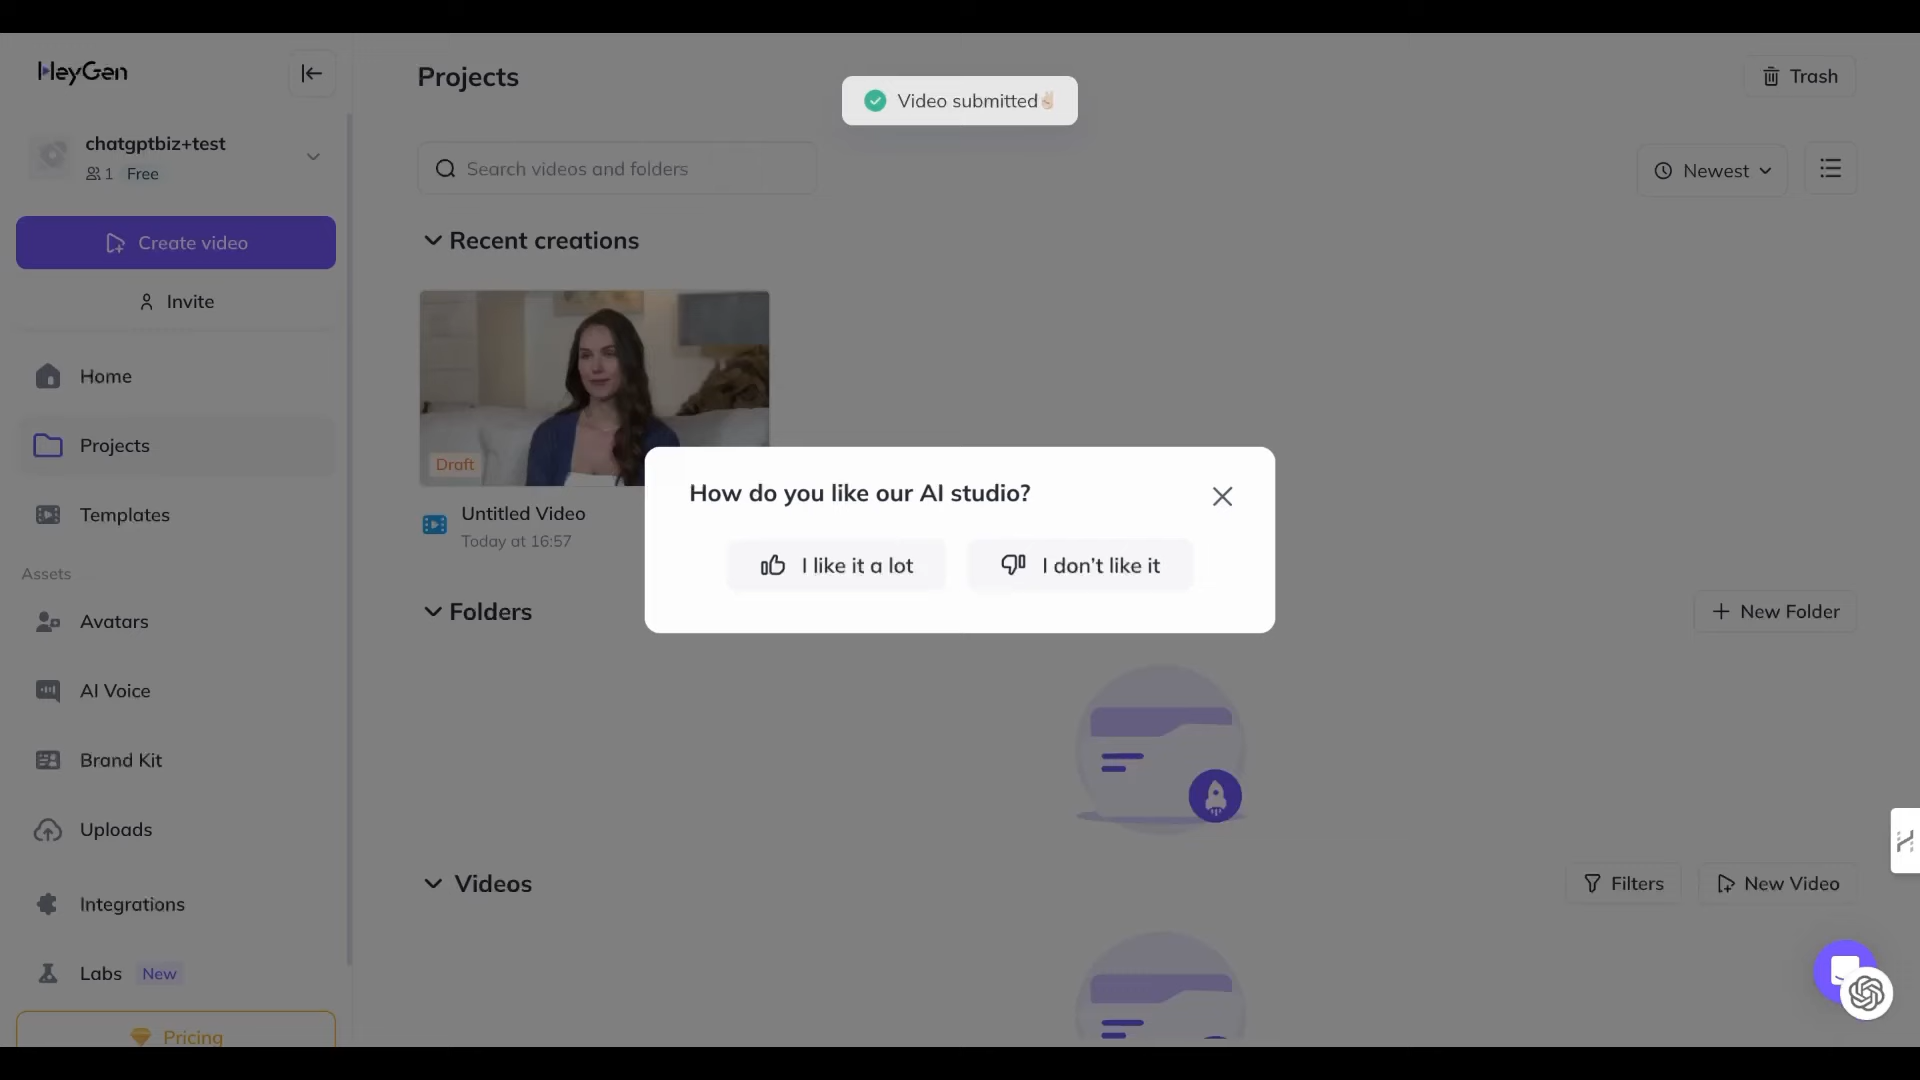 HeyGen
chatgptbiz+test
1 Free
Create video
Invite
Home
Projects
Templates
Assets
Avatars
AI Voice
Brand Kit
Uploads
Integrations
Labs New
Pricing
Projects
Video submitted✌🏻
Trash
Search videos and folders
Newest
Recent creations
Draft
Untitled Video
Today at 16:57
How do you like our AI studio?
I like it a lot
I don't like it
Folders
New Folder
Videos
Filters
New Video